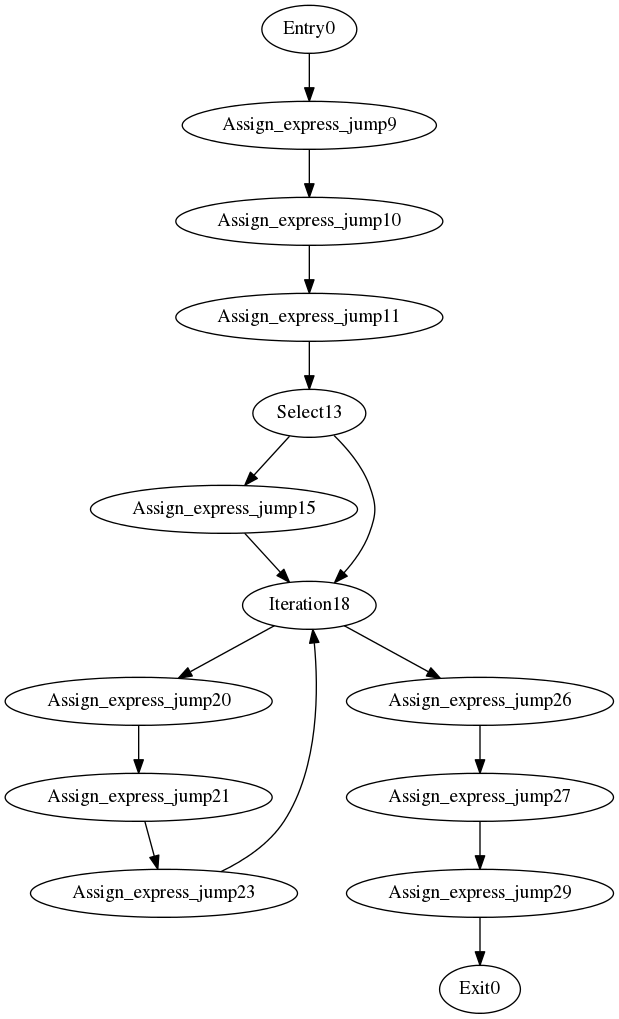 Entry0
Assign_express_jump9
Assign_express_jump10
Assign_express_jump11
Select13
Assign_express_jump15
Iteration18
Assign_express_jump20
Assign_express_jump26
Assign_express_jump21
Assign_express_jump27
Assign_express_jump23
Assign_express_jump29
Exit0